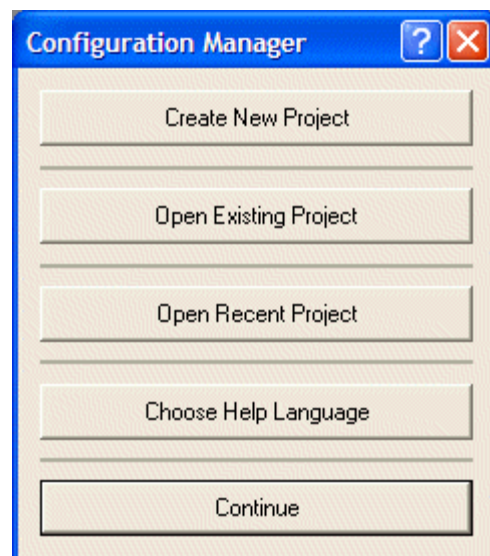 Configuration Manager ?
Create New Project
Open Existing Project
Open Recent Project
Choose Help Language
Continue